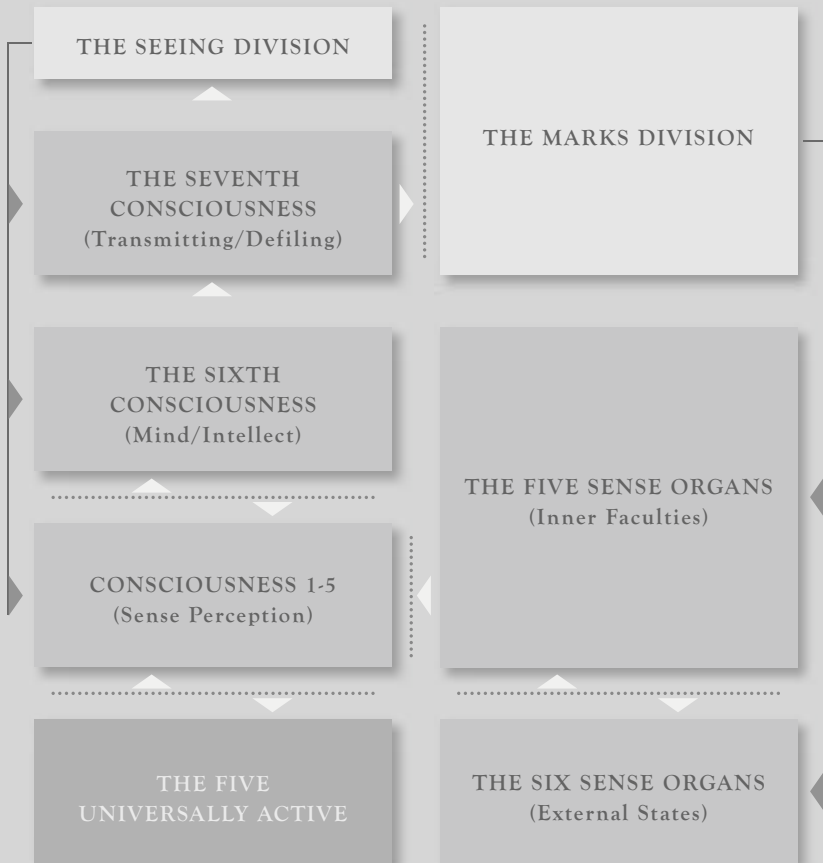 THE SEEING DIVISION
THE MARKS DIVISION
THE SEVENTH
CONSCIOUSNESS
(Transmitting/Defiling)
THE SIXTH
CONSCIOUSNESS
(Mind/Intellect)
THE FIVE SENSE ORGANS
(Inner Faculties)
CONSCIOUSNESS 1-5
(Sense Perception)
THE FIVE
UNIVERSALLY ACTIVE
THE SIX SENSE ORGANS
(External States)